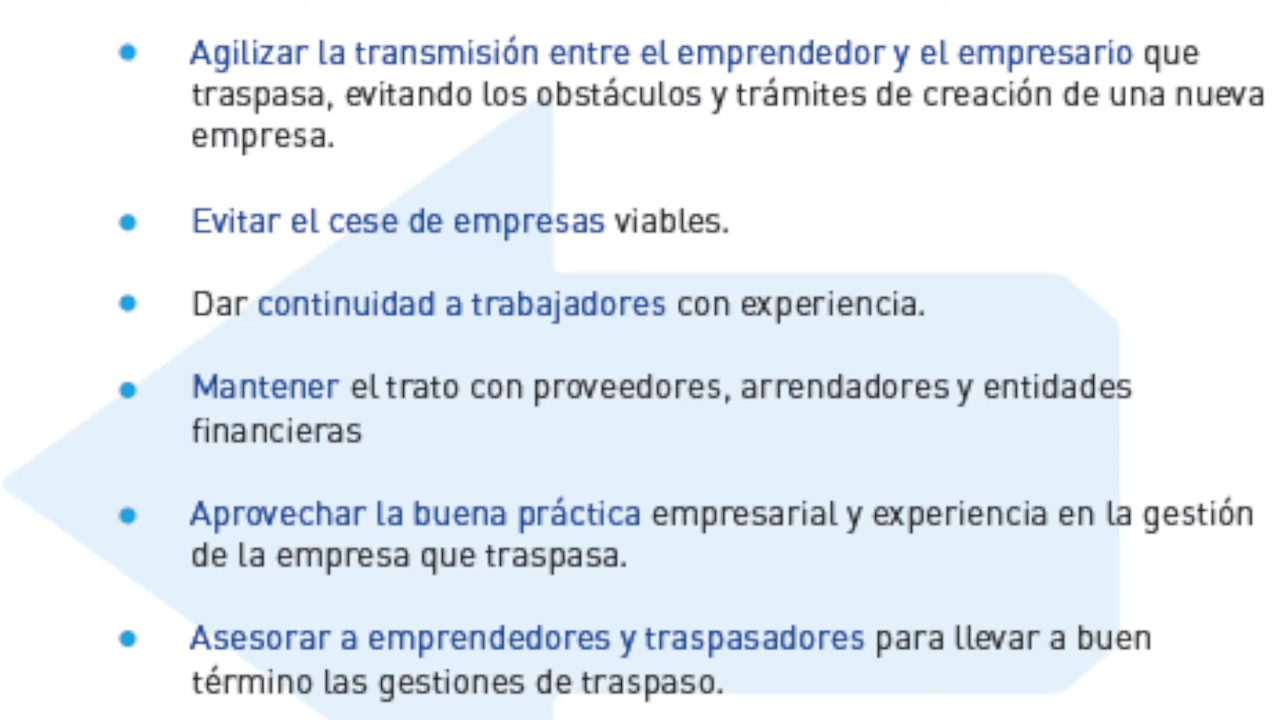 Agilizar la transmisión entre el emprendedor y el empresario que
traspasa, evitando los obstáculos y trámites de creación de una nueva
empresa.
Evitar el cese de empresas viables.
Dar continuidad a trabajadores con experiencia.
Mantener el trato con proveedores, arrendadores y entidades
financieras
Aprovechar la buena práctica empresarial y experiencia en la gestión
de la empresa que traspasa.
Asesorar a emprendedores y traspasadores para llevar a buen
término las gestiones de traspaso.